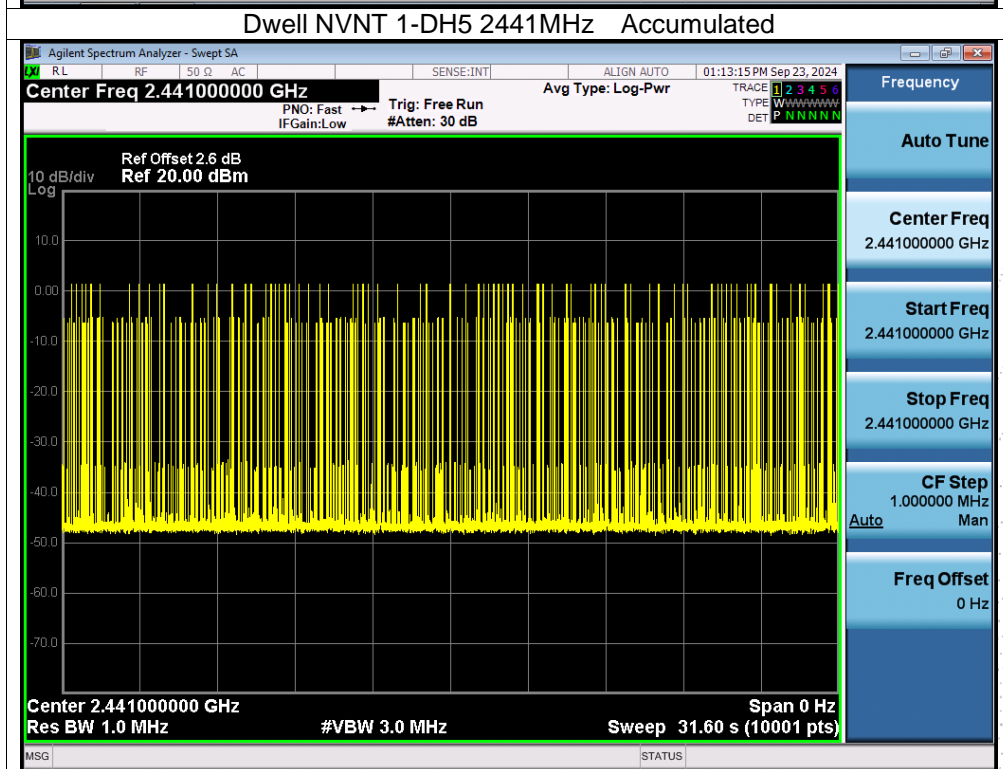 Dwell NVNT 1-DH5 2441MHz Accumulated
Agilent Spectrum Analyzer - Swept SA
LXI RL RF 50 Ω AC SENSE:INT ALIGN AUTO 01:13:15 PM Sep 23, 2024
Center Freq 2.441000000 GHz
PNO: Fast
IFGain:Low
Trig: Free Run
#Atten: 30 dB
Avg Type: Log-Pwr
TRACE 1 2 3 4 5 6
TYPE WWWWWWW
DET P N N N N N
Ref Offset 2.6 dB
10 dB/div Ref 20.00 dBm
Log
10.0
0.00
-10.0
-20.0
-30.0
-40.0
-50.0
-60.0
-70.0
Center 2.441000000 GHz Span 0 Hz
Res BW 1.0 MHz #VBW 3.0 MHz Sweep 31.60 s (10001 pts)
MSG STATUS
Frequency
Auto Tune
Center Freq
2.441000000 GHz
Start Freq
2.441000000 GHz
Stop Freq
2.441000000 GHz
CF Step
1.000000 MHz
Auto Man
Freq Offset
0 Hz